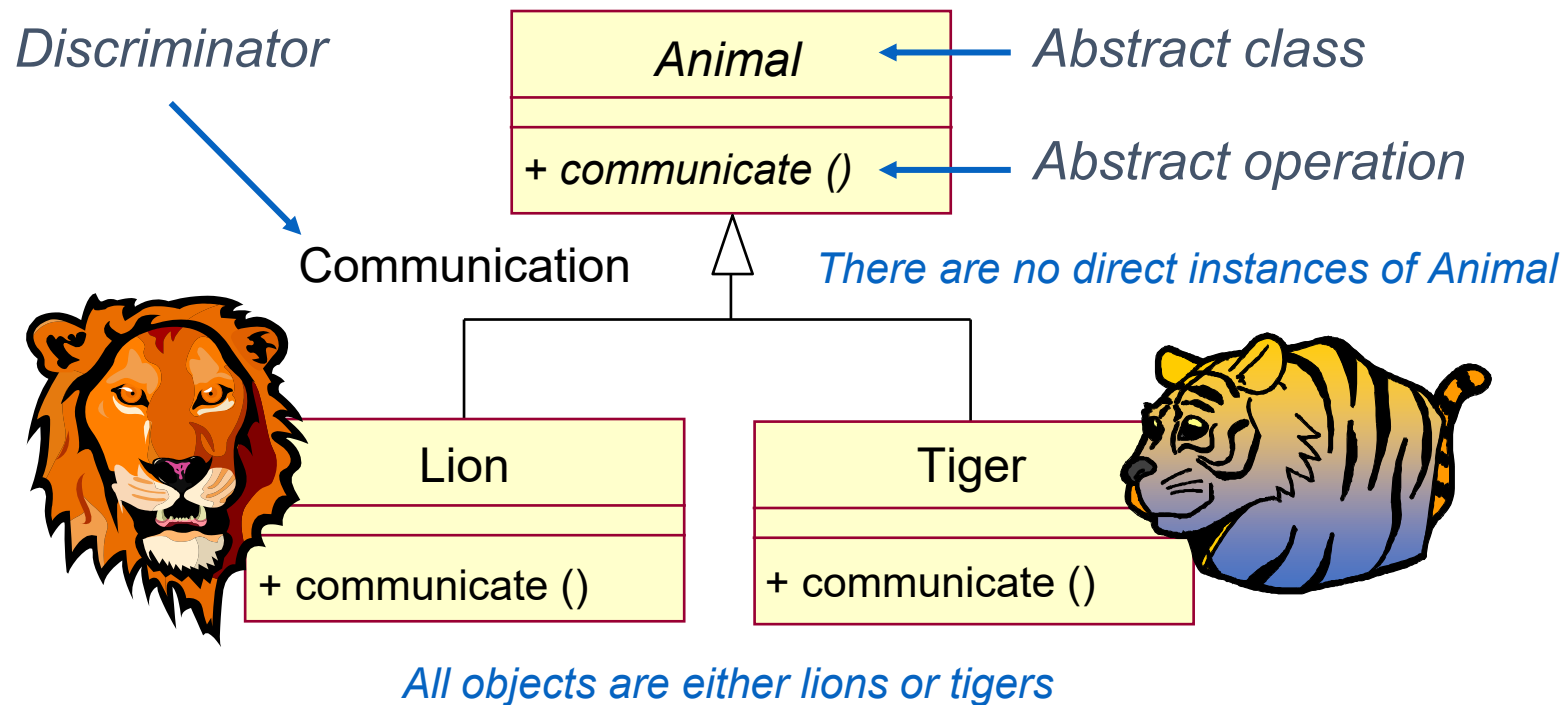 Discriminator
Animal
Abstract class
+ communicate ()
Abstract operation
Communication
There are no direct instances of Animal
Lion
Tiger
+ communicate ()
+ communicate ()
All objects are either lions or tigers